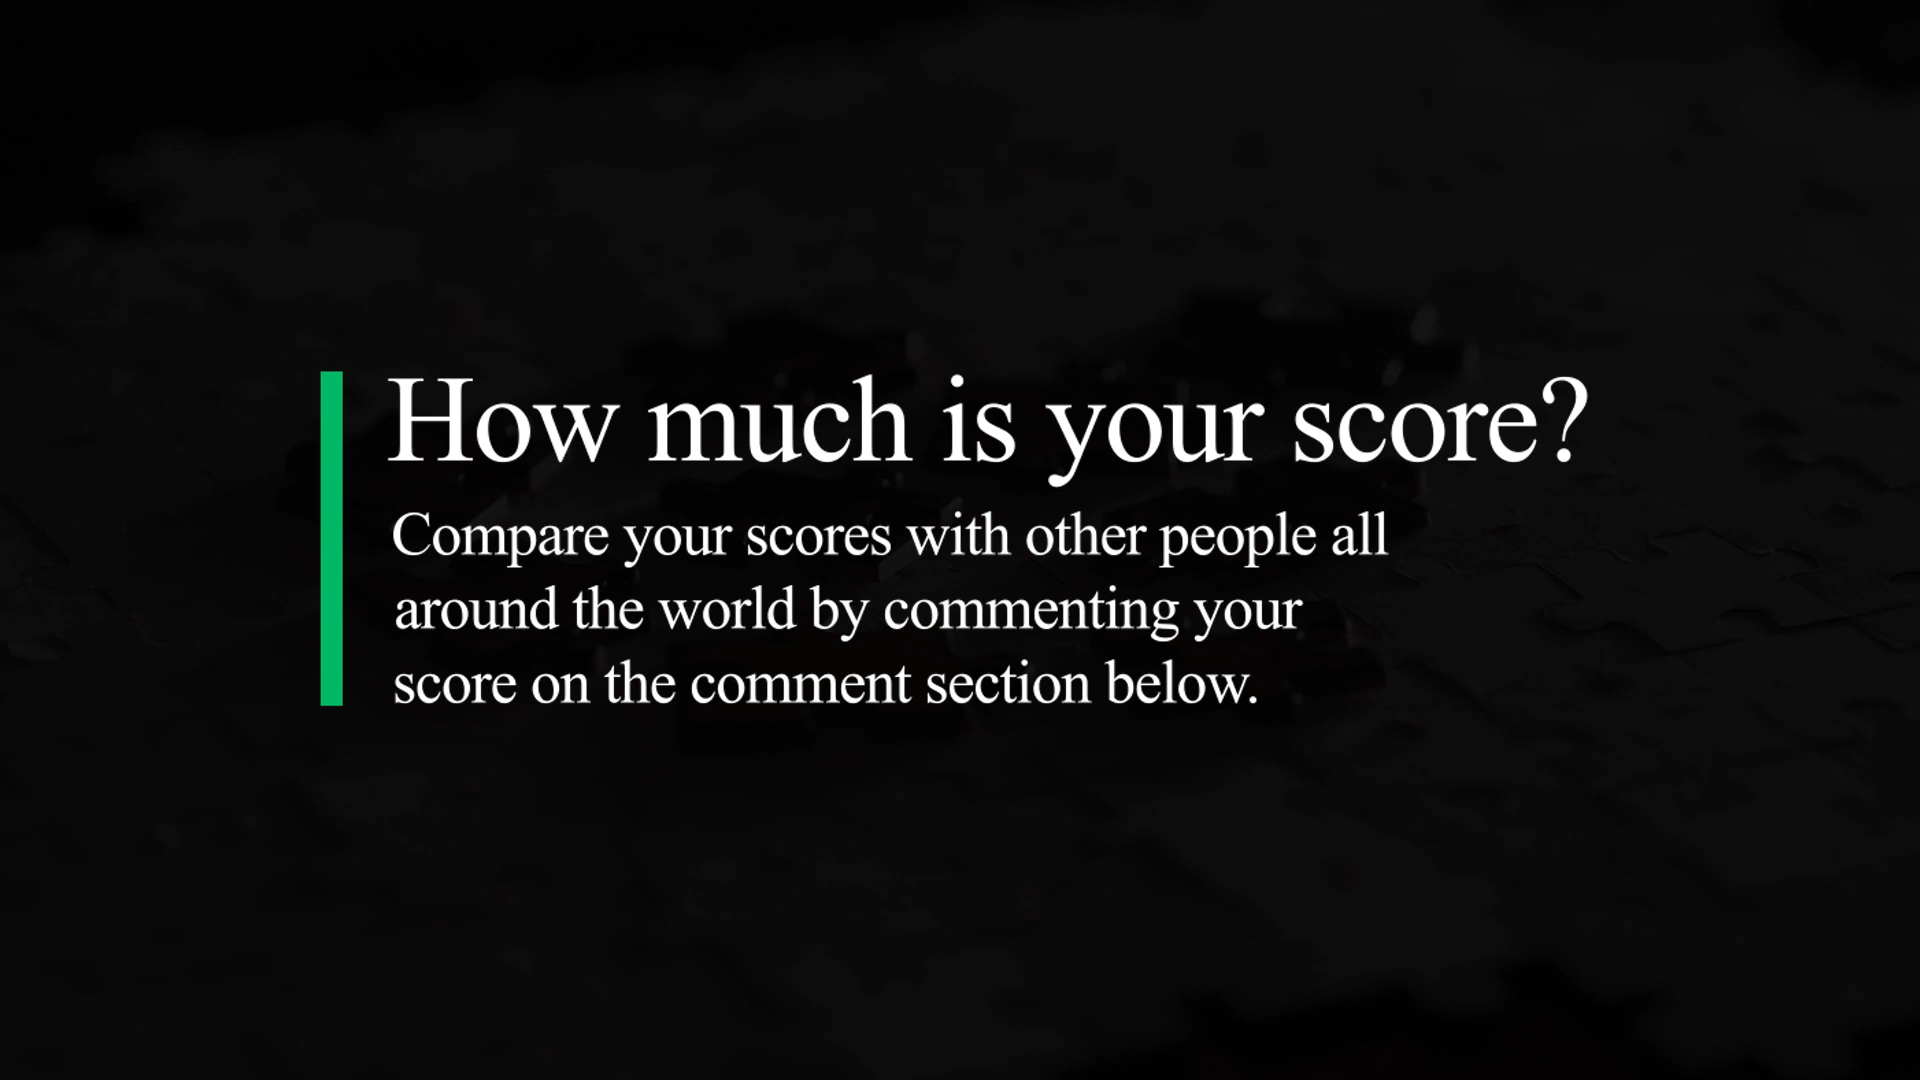 How much is your score?
Compare your scores with other people all
around the world by commenting your
score on the comment section below.